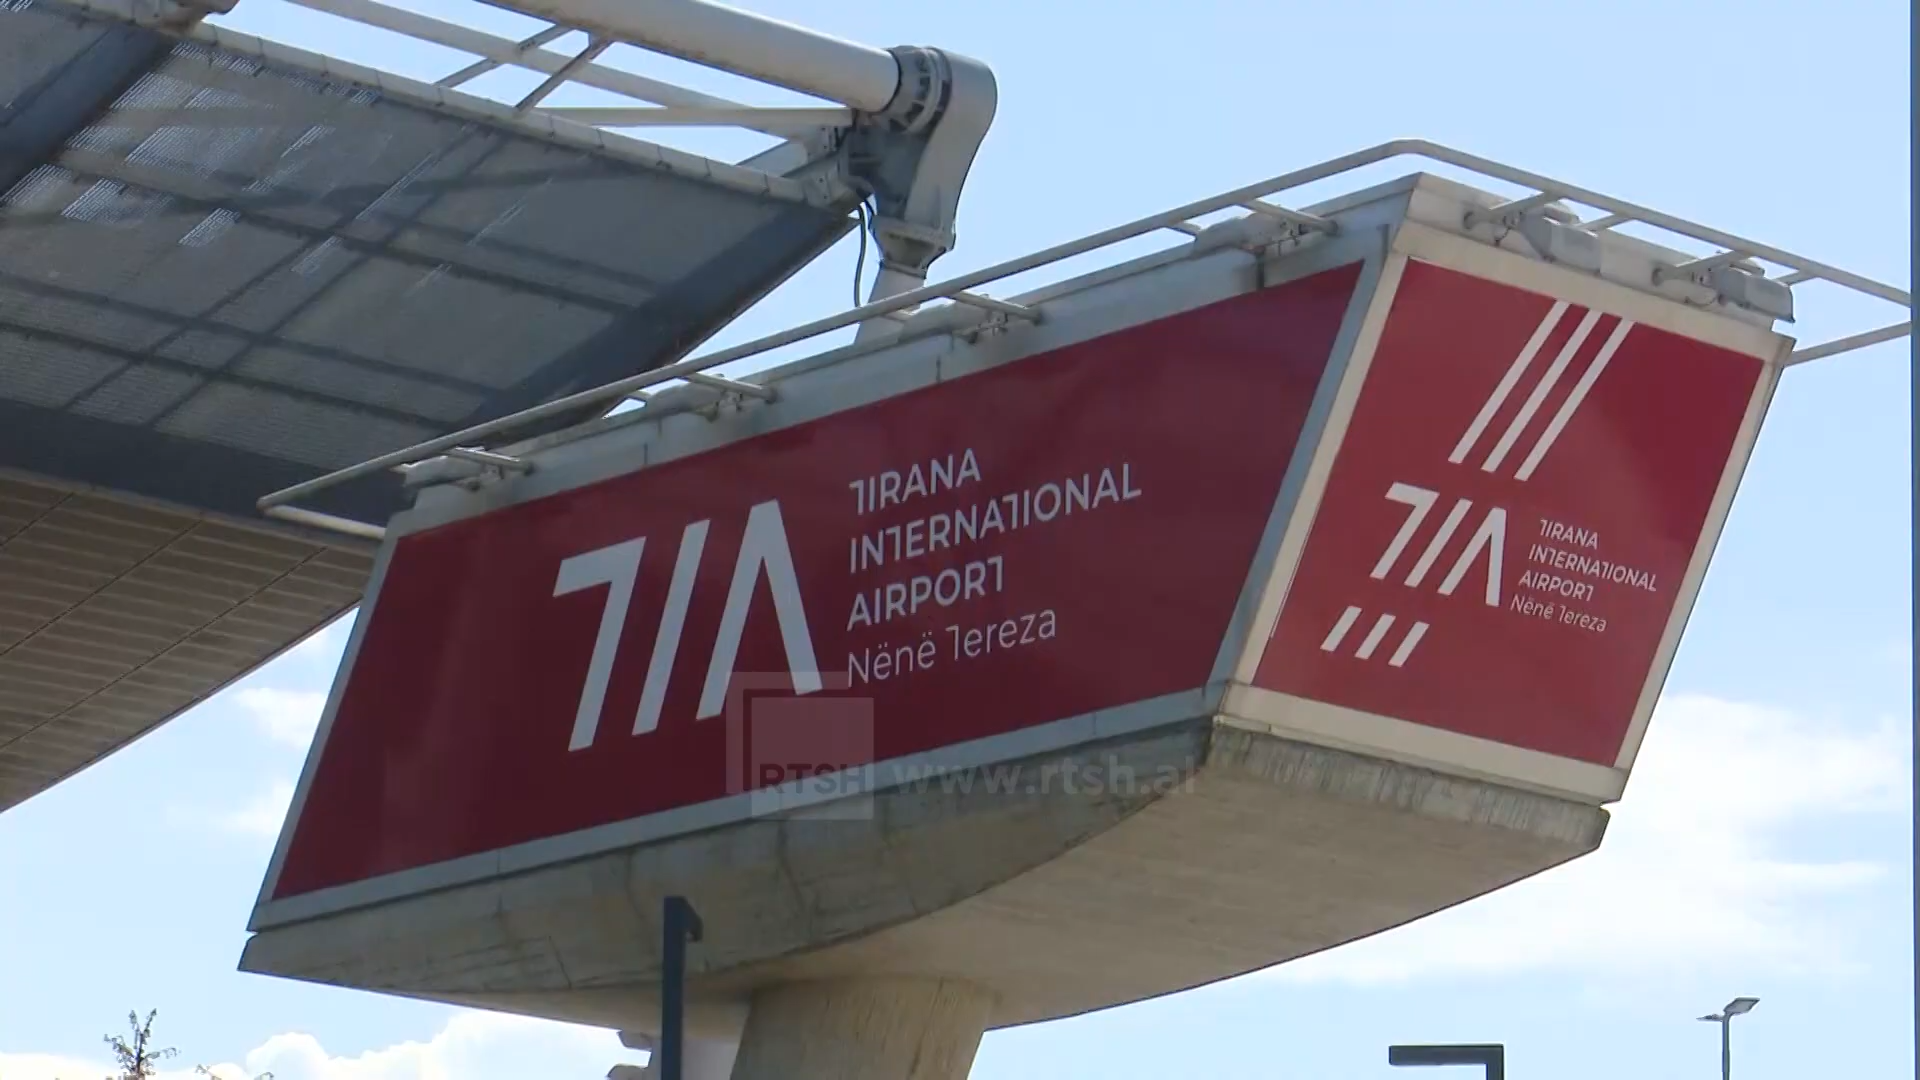 TIA
TIRANA
INTERNATIONAL
AIRPORT
Nënë Tereza
TIA
TIRANA
INTERNATIONAL
AIRPORT
Nënë Tereza
RTSH www.rtsh.al